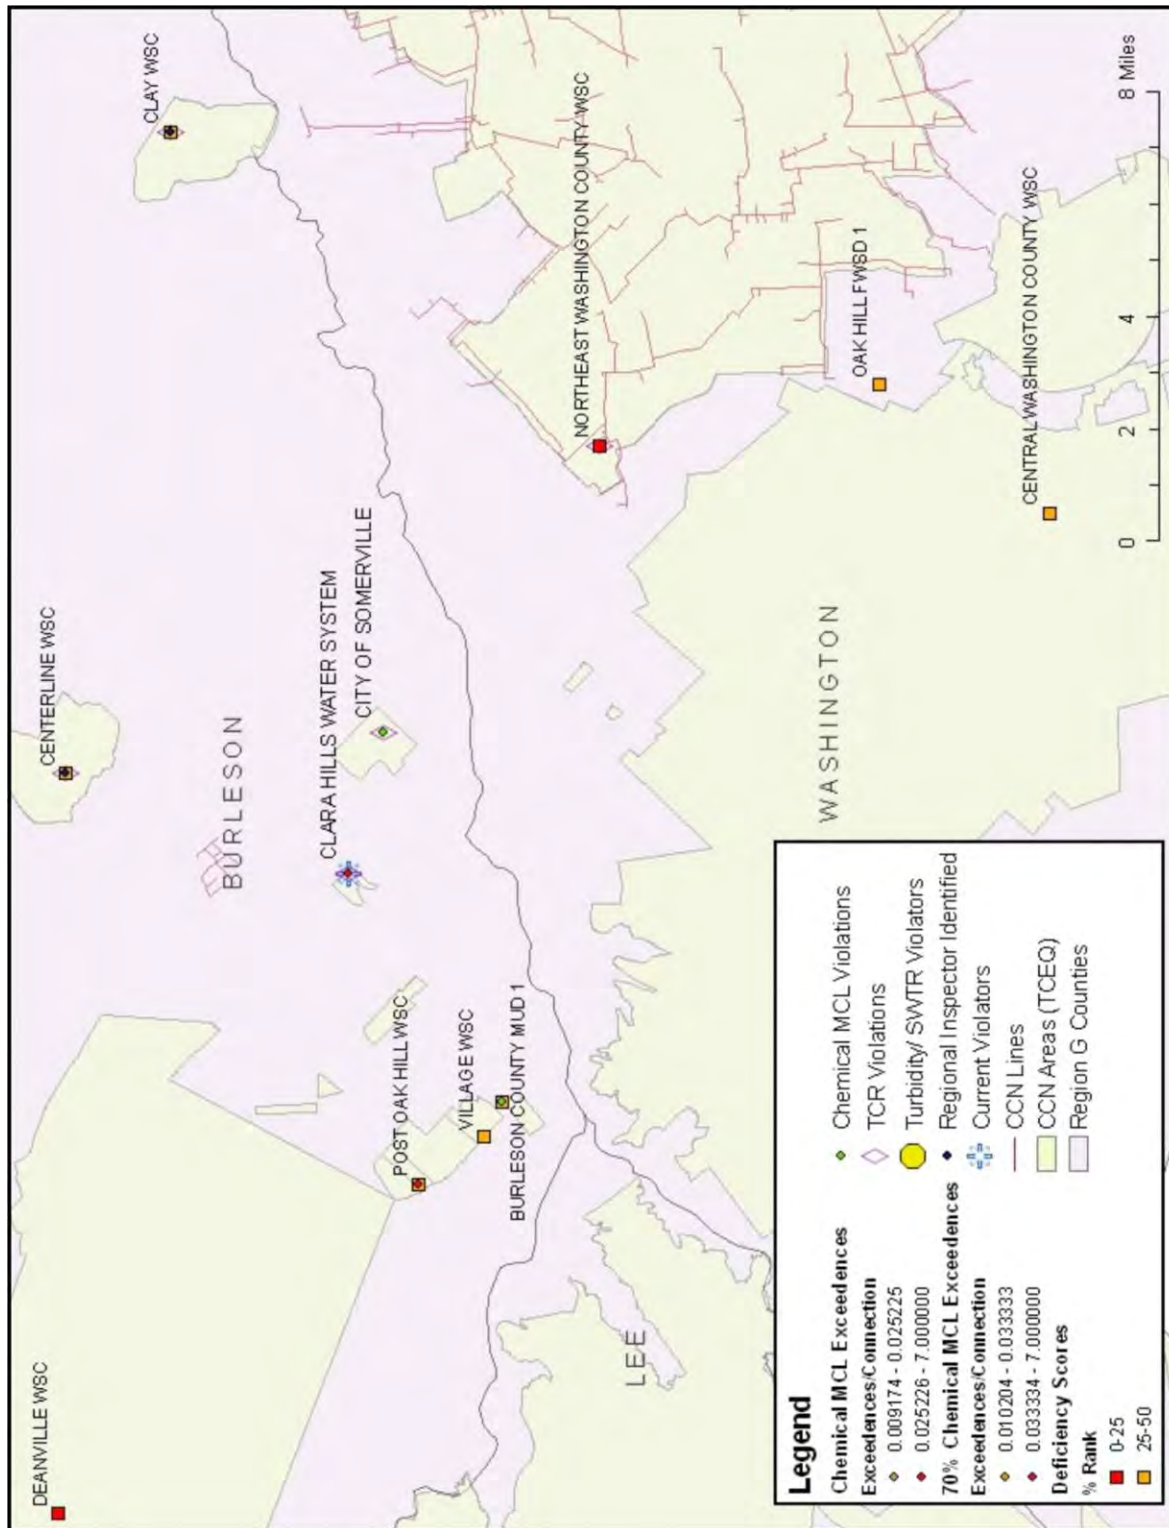 DEANVILLE WSC
CENTERLINE WSC
CLAY WSC
BURLESON
CLARA HILLS WATER SYSTEM
CITY OF SOMERVILLE
POST OAK HILL WSC
VILLAGE WSC
BURLESON COUNTY MUD 1
NORTHEAST WASHINGTON COUNTY WSC
LEE
WASHINGTON
OAK HILL FWSD 1
CENTRAL WASHINGTON COUNTY WSC
0 2 4 8 Miles
Legend
Chemical MCL Exceedences
Exceedences/Connection
0.009174 - 0.025225
0.025226 - 7.000000
70% Chemical MCL Exceedences
Exceedences/Connection
0.010204 - 0.033333
0.033334 - 7.000000
Deficiency Scores
% Rank
0-25
25-50
Chemical MCL Violations
TCR Violations
Turbidity/ SWTR Violators
Regional Inspector Identified
Current Violators
CCN Lines
CCN Areas (TCEQ)
Region G Counties